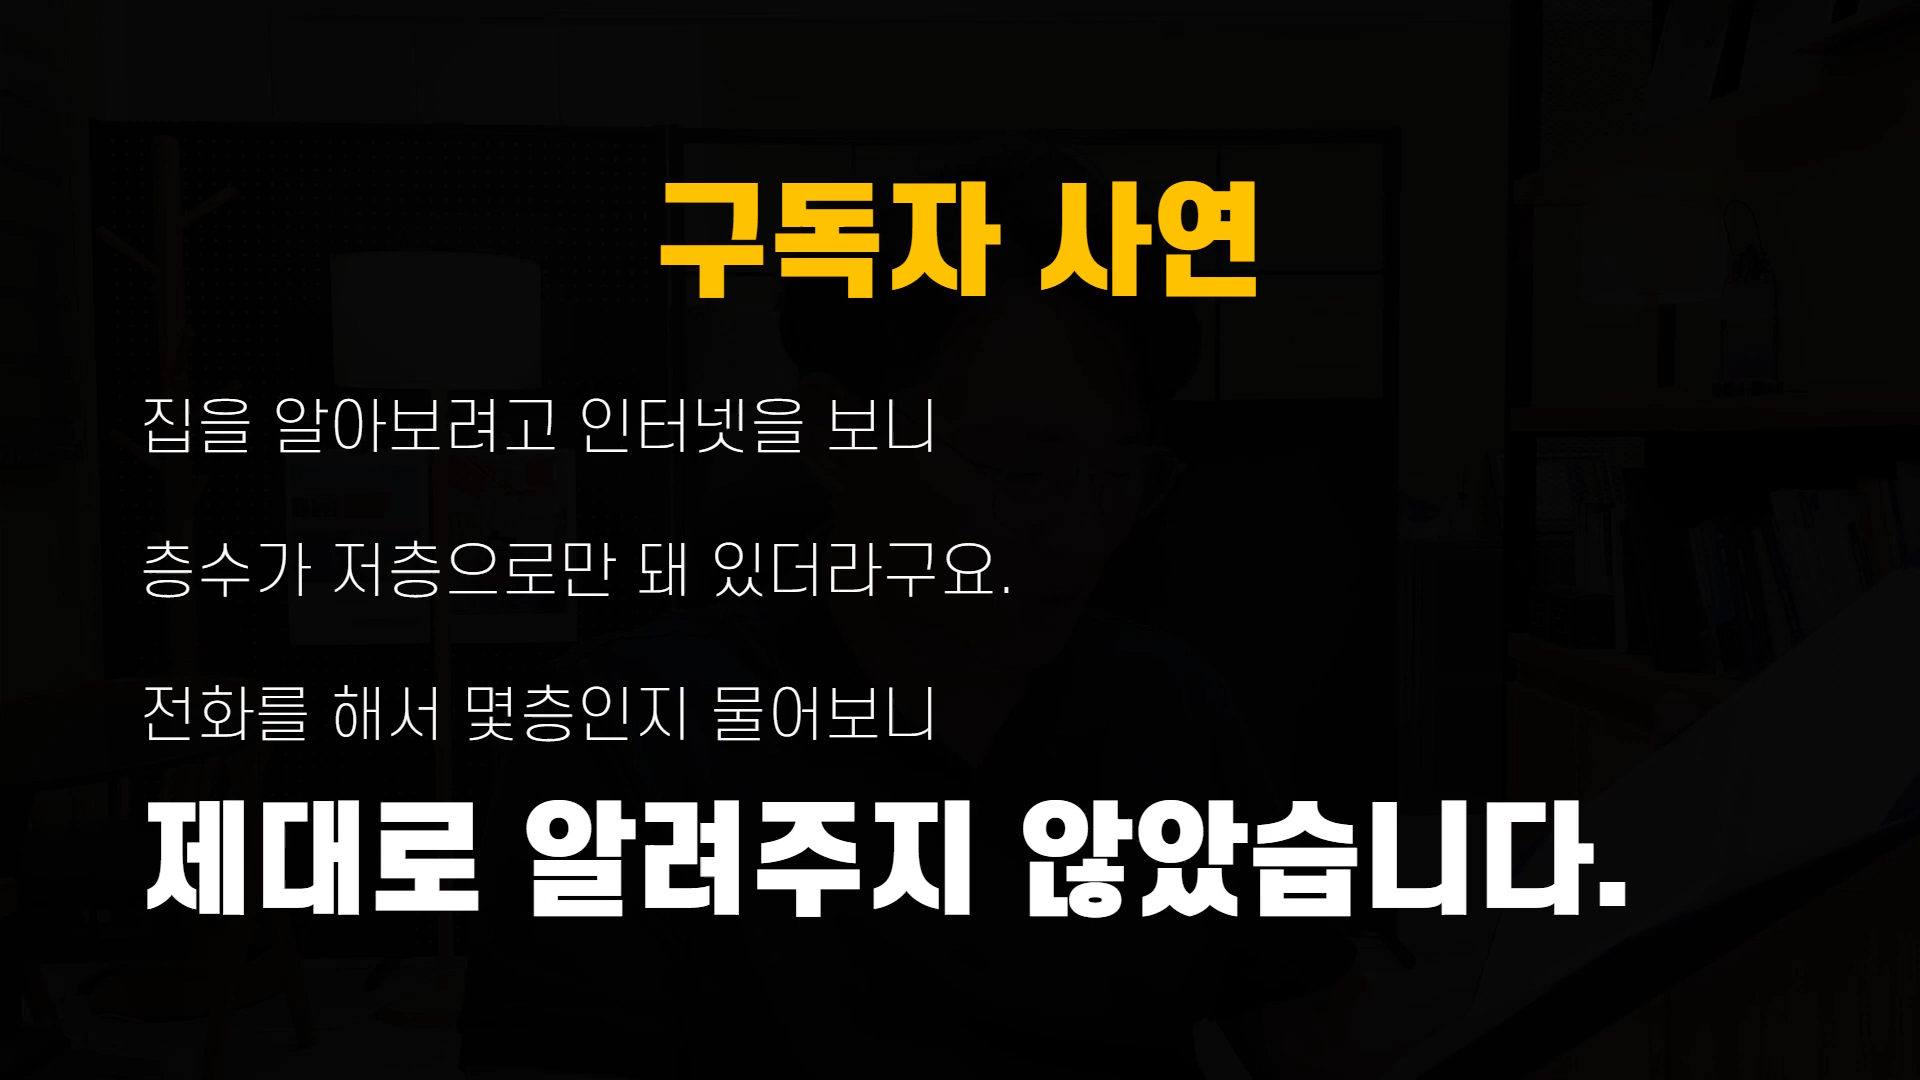 구독자 사연
집을 알아보려고 인터넷을 보니
층수가 저층으로만 돼 있더라구요.
전화를 해서 몇층인지 물어보니
제대로 알려주지 않았습니다.